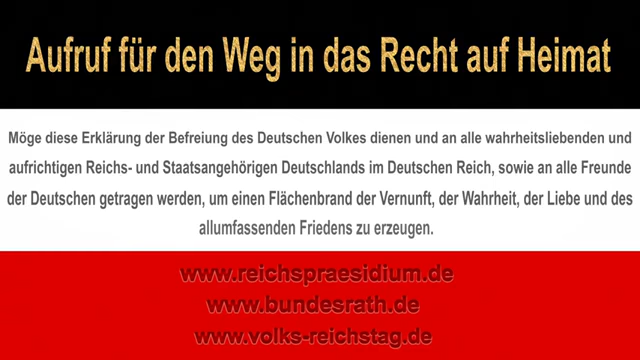 Aufruf für den Weg in das Recht auf Heimat
Möge diese Erklärung der Befreiung des Deutschen Volkes dienen und an alle wahrheitsliebenden und
aufrichtigen Reichs- und Staatsangehörigen Deutschlands im Deutschen Reich, sowie an alle Freunde
der Deutschen getragen werden, um einen Flächenbrand der Vernunft, der Wahrheit, der Liebe und des
allumfassenden Friedens zu erzeugen.
www.reichspraesidium.de
www.bundesrath.de
www.volks-reichstag.de